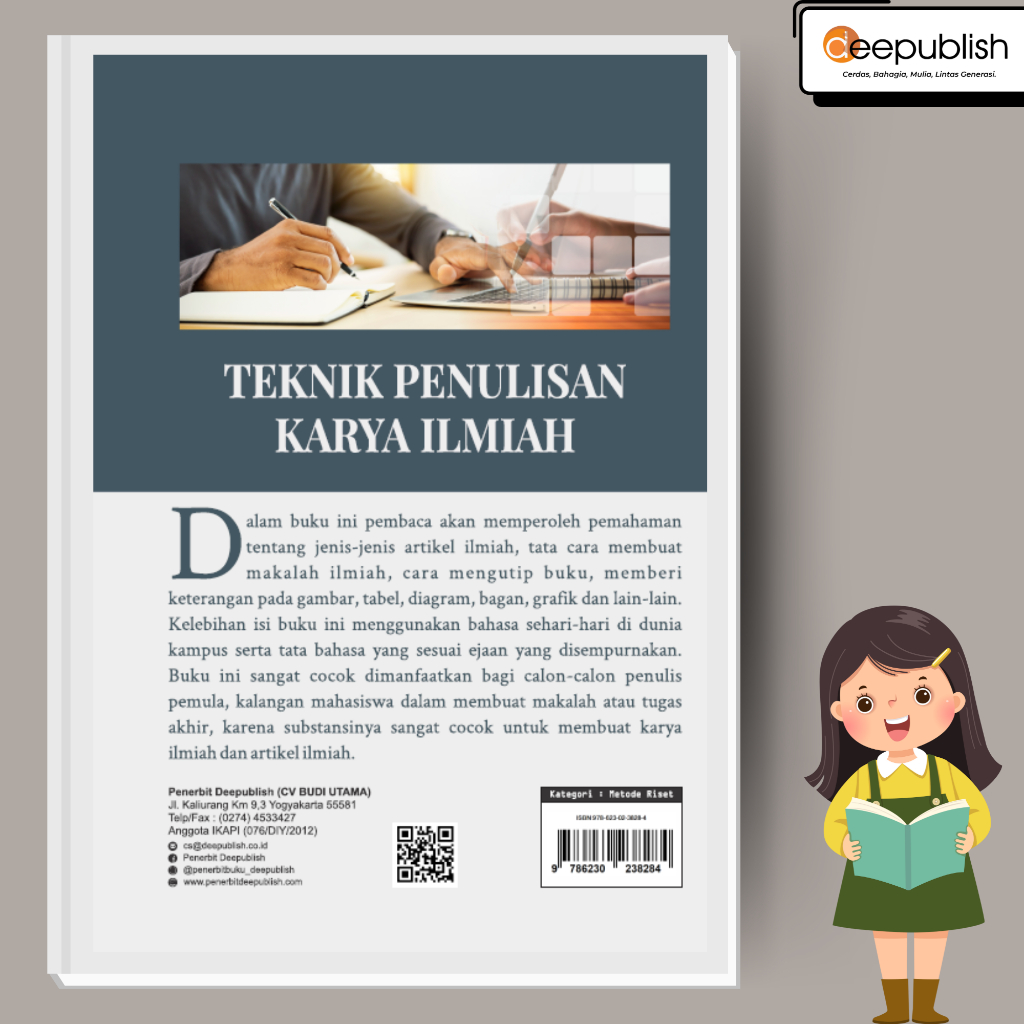 deepublish
Cerdas, Bahagia, Mulia, Lintas Generasi.
TEKNIK PENULISAN
KARYA ILMIAH
Dalam buku ini pembaca akan memperoleh pemahaman
tentang jenis-jenis artikel ilmiah, tata cara membuat
makalah ilmiah, cara mengutip buku, memberi
keterangan pada gambar, tabel, diagram, bagan, grafik dan lain-lain.
Kelebihan isi buku ini menggunakan bahasa sehari-hari di dunia
kampus serta tata bahasa yang sesuai ejaan yang disempurnakan.
Buku ini sangat cocok dimanfaatkan bagi calon-calon penulis
pemula, kalangan mahasiswa dalam membuat makalah atau tugas
akhir, karena substansinya sangat cocok untuk membuat karya
ilmiah dan artikel ilmiah.
Penerbit Deepublish (CV BUDI UTAMA)
Jl. Kaliurang Km 9,3 Yogyakarta 55581
Telp/Fax : (0274) 4533427
Anggota IKAPI (076/DIY/2012)
cs@deepublish.co.id
Penerbit Deepublish
@penerbitbuku_deepublish
www.penerbitdeepublish.com
Kategori : Metode Riset
ISBN 978-623-02-3828-4
9 786230 238284